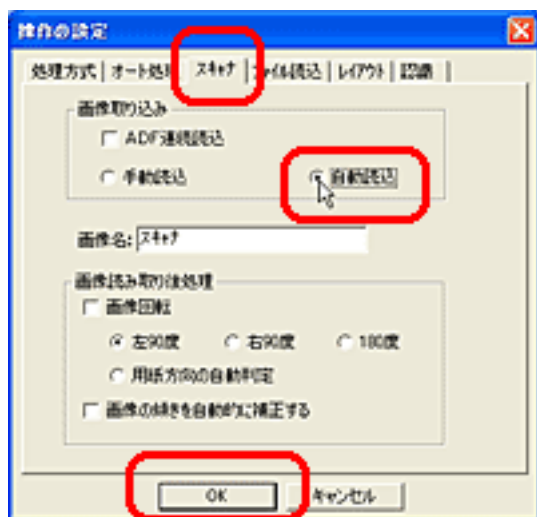 操作の設定
処理方式 オート処理 スキャナ ファイル読込 レイアウト 認識
画像取り込み
ADF連続読込
手動読込 自動読込
画像名: スキャナ
画像読み取り後処理
画像回転
左90度 右90度 180度
用紙方向の自動判定
画像の傾きを自動的に補正する
OK キャンセル